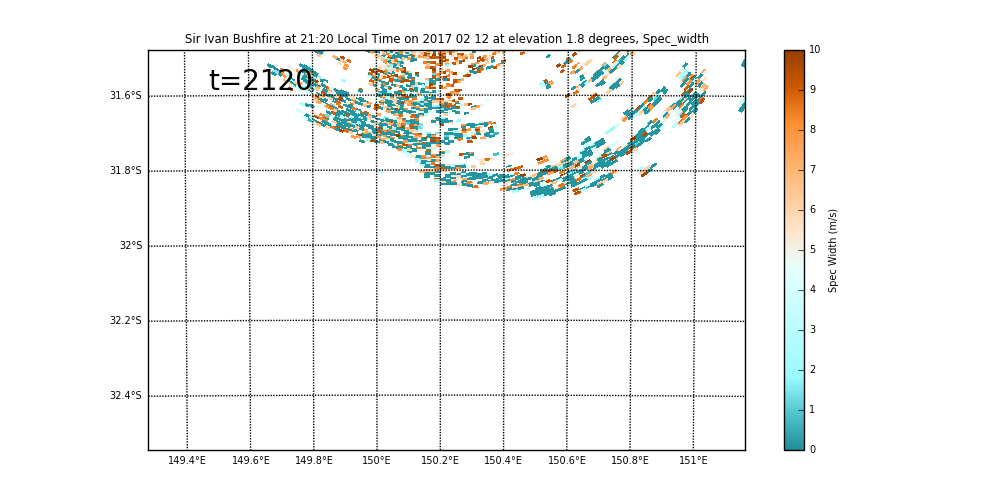 Sir Ivan Bushfire at 21:20 Local Time on 2017 02 12 at elevation 1.8 degrees, Spec_width
t=2120
31.6°S
31.8°S
32°S
32.2°S
32.4°S
149.4°E 149.6°E 149.8°E 150°E 150.2°E 150.4°E 150.6°E 150.8°E 151°E
10
9
8
7
6
5
4
3
2
1
0
Spec Width (m/s)